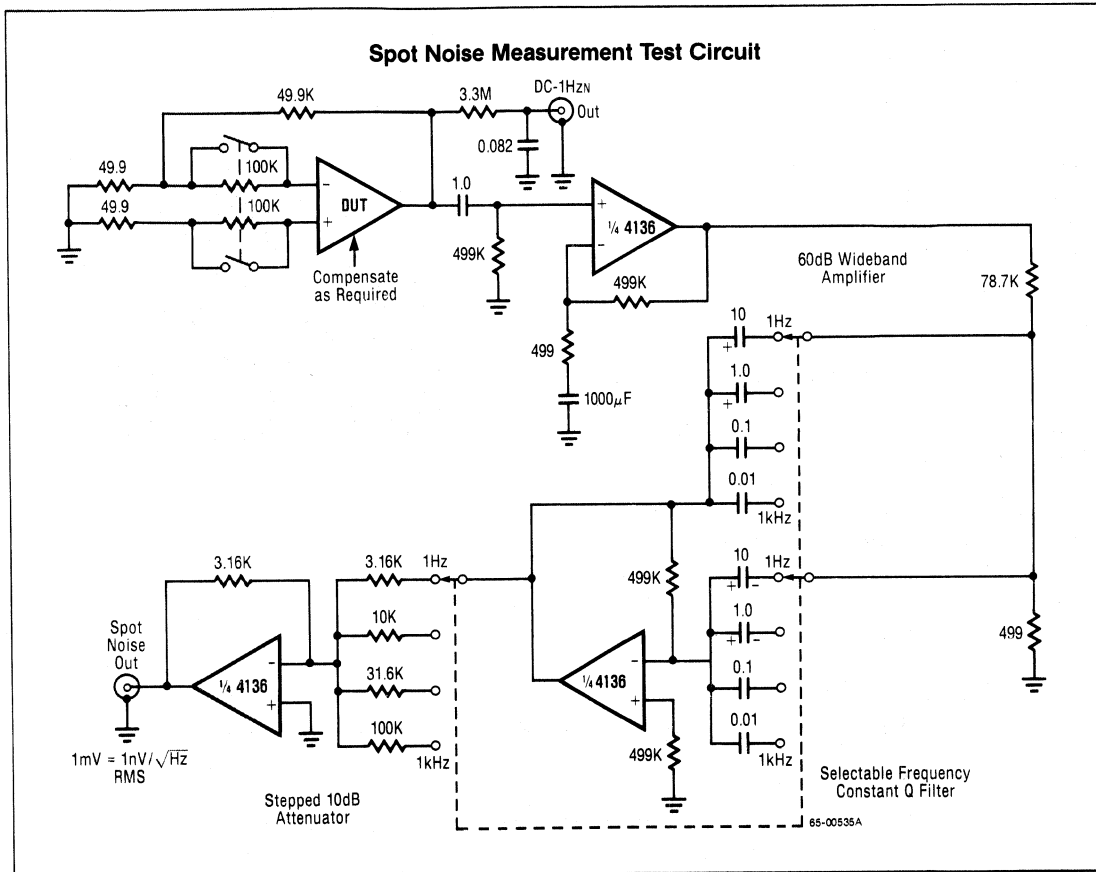 Spot Noise Measurement Test Circuit
49.9K
3.3M
DC-1HzN
Out
0.082
49.9
100K
49.9
100K
-
+
DUT
Compensate
as Required
1.0
499K
+
-
¼ 4136
499K
499
1000µF
60dB Wideband
Amplifier
78.7K
10
+
1Hz
1.0
+
0.1
0.01
1kHz
3.16K
3.16K
1Hz
10K
31.6K
100K
1kHz
Spot
Noise
Out
-
+
¼ 4136
1mV = 1nV/√Hz
RMS
Stepped 10dB
Attenuator
499K
-
+
¼ 4136
499K
10
+ -
1Hz
1.0
+ -
0.1
0.01
1kHz
499
Selectable Frequency
Constant Q Filter
65-00535A